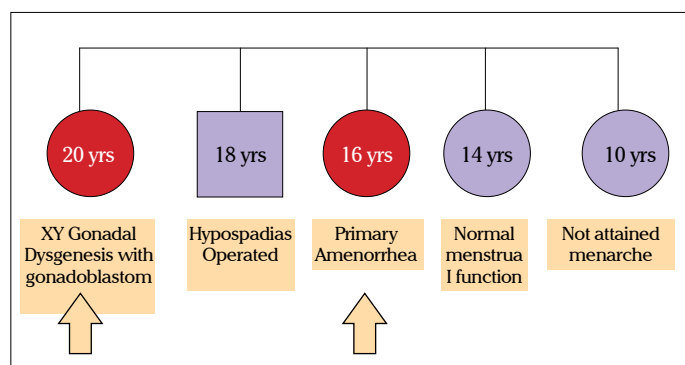 20 yrs
18 yrs
16 yrs
14 yrs
10 yrs
XY Gonadal
Dysgenesis with
gonadoblastom
Hypospadias
Operated
Primary
Amenorrhea
Normal
menstrua
l function
Not attained
menarche